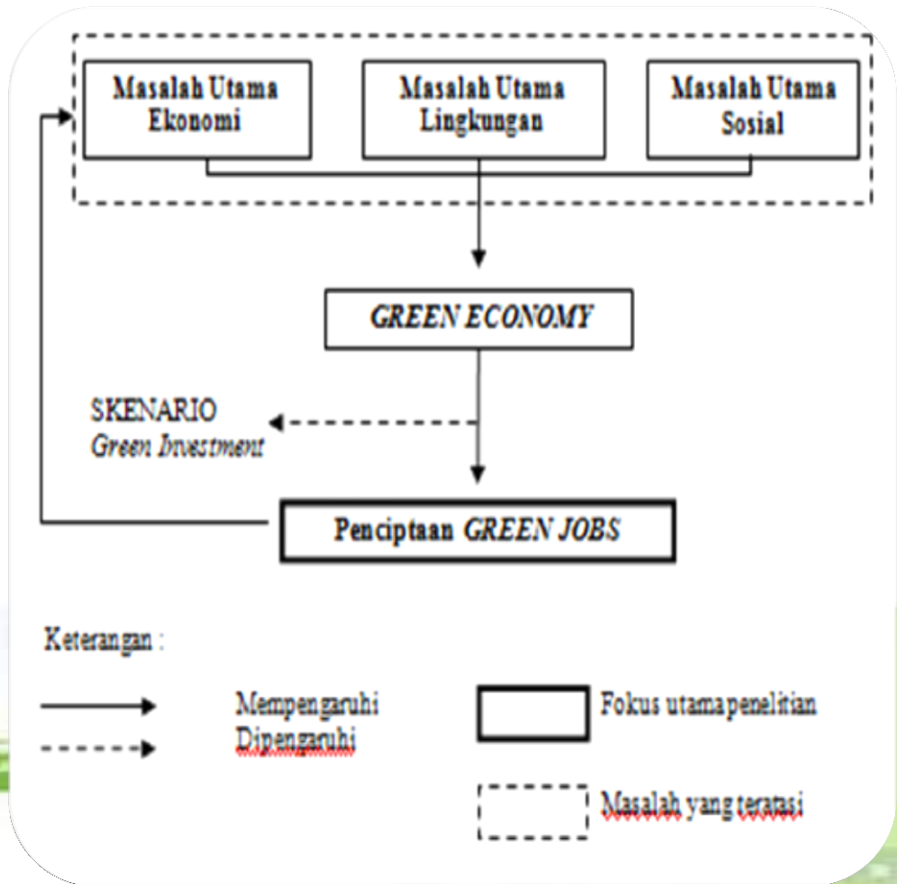 Masalah Utama
Ekonomi
Masalah Utama
Lingkungan
Masalah Utama
Sosial
GREEN ECONOMY
SKENARIO
Green Investment
Penciptaan GREEN JOBS
Keterangan :
Mempengaruhi
Dipengaruhi
Fokus utama penelitian
Masalah yang teratasi